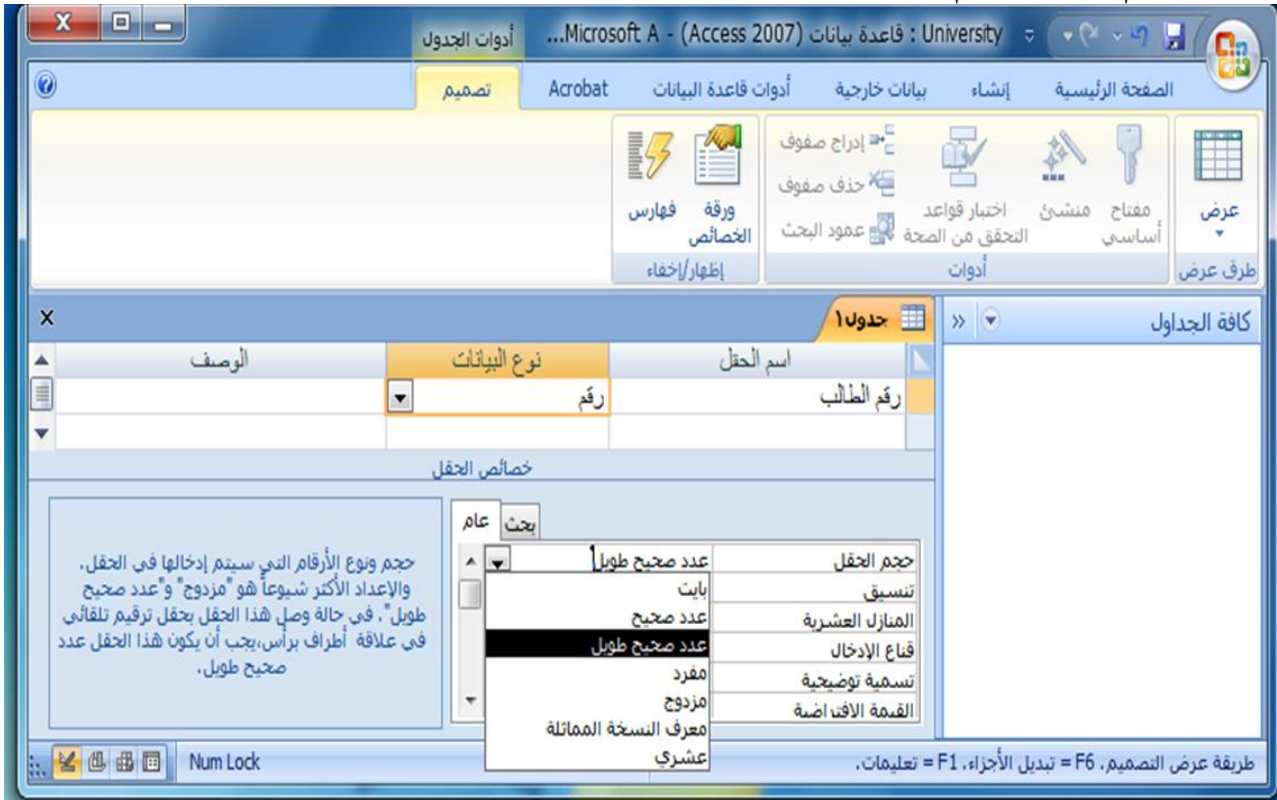 University : قاعدة بيانات (Access 2007) - Microsoft A...
أدوات الجدول
الصفحة الرئيسية
إنشاء
بيانات خارجية
أدوات قاعدة البيانات
Acrobat
تصميم
عرض
طرق عرض
مفتاح أساسي
منشئ
اختبار قواعد
التحقق من الصحة
إدراج صفوف
حذف صفوف
عمود البحث
أدوات
ورقة الخصائص
فهارس
إظهار/إخفاء
كافة الجداول
جدول١
اسم الحقل
نوع البيانات
الوصف
رقم الطالب
رقم
خصائص الحقل
عام
بحث
حجم الحقل
عدد صحيح طويل
تنسيق
المنازل العشرية
قناع الإدخال
تسمية توضيحية
القيمة الافتراضية
بايت
عدد صحيح
عدد صحيح طويل
مفرد
مزدوج
معرف النسخة المماثلة
عشري
حجم ونوع الأرقام التي سيتم إدخالها في الحقل.
والإعداد الأكثر شيوعاً هو "مزدوج" و"عدد صحيح
طويل". في حالة وصل هذا الحقل بحقل ترقيم تلقائي
في علاقة أطراف برأس،يجب أن يكون هذا الحقل عدد
صحيح طويل.
طريقة عرض التصميم. F6 = تبديل الأجزاء. F1 = تعليمات.
Num Lock